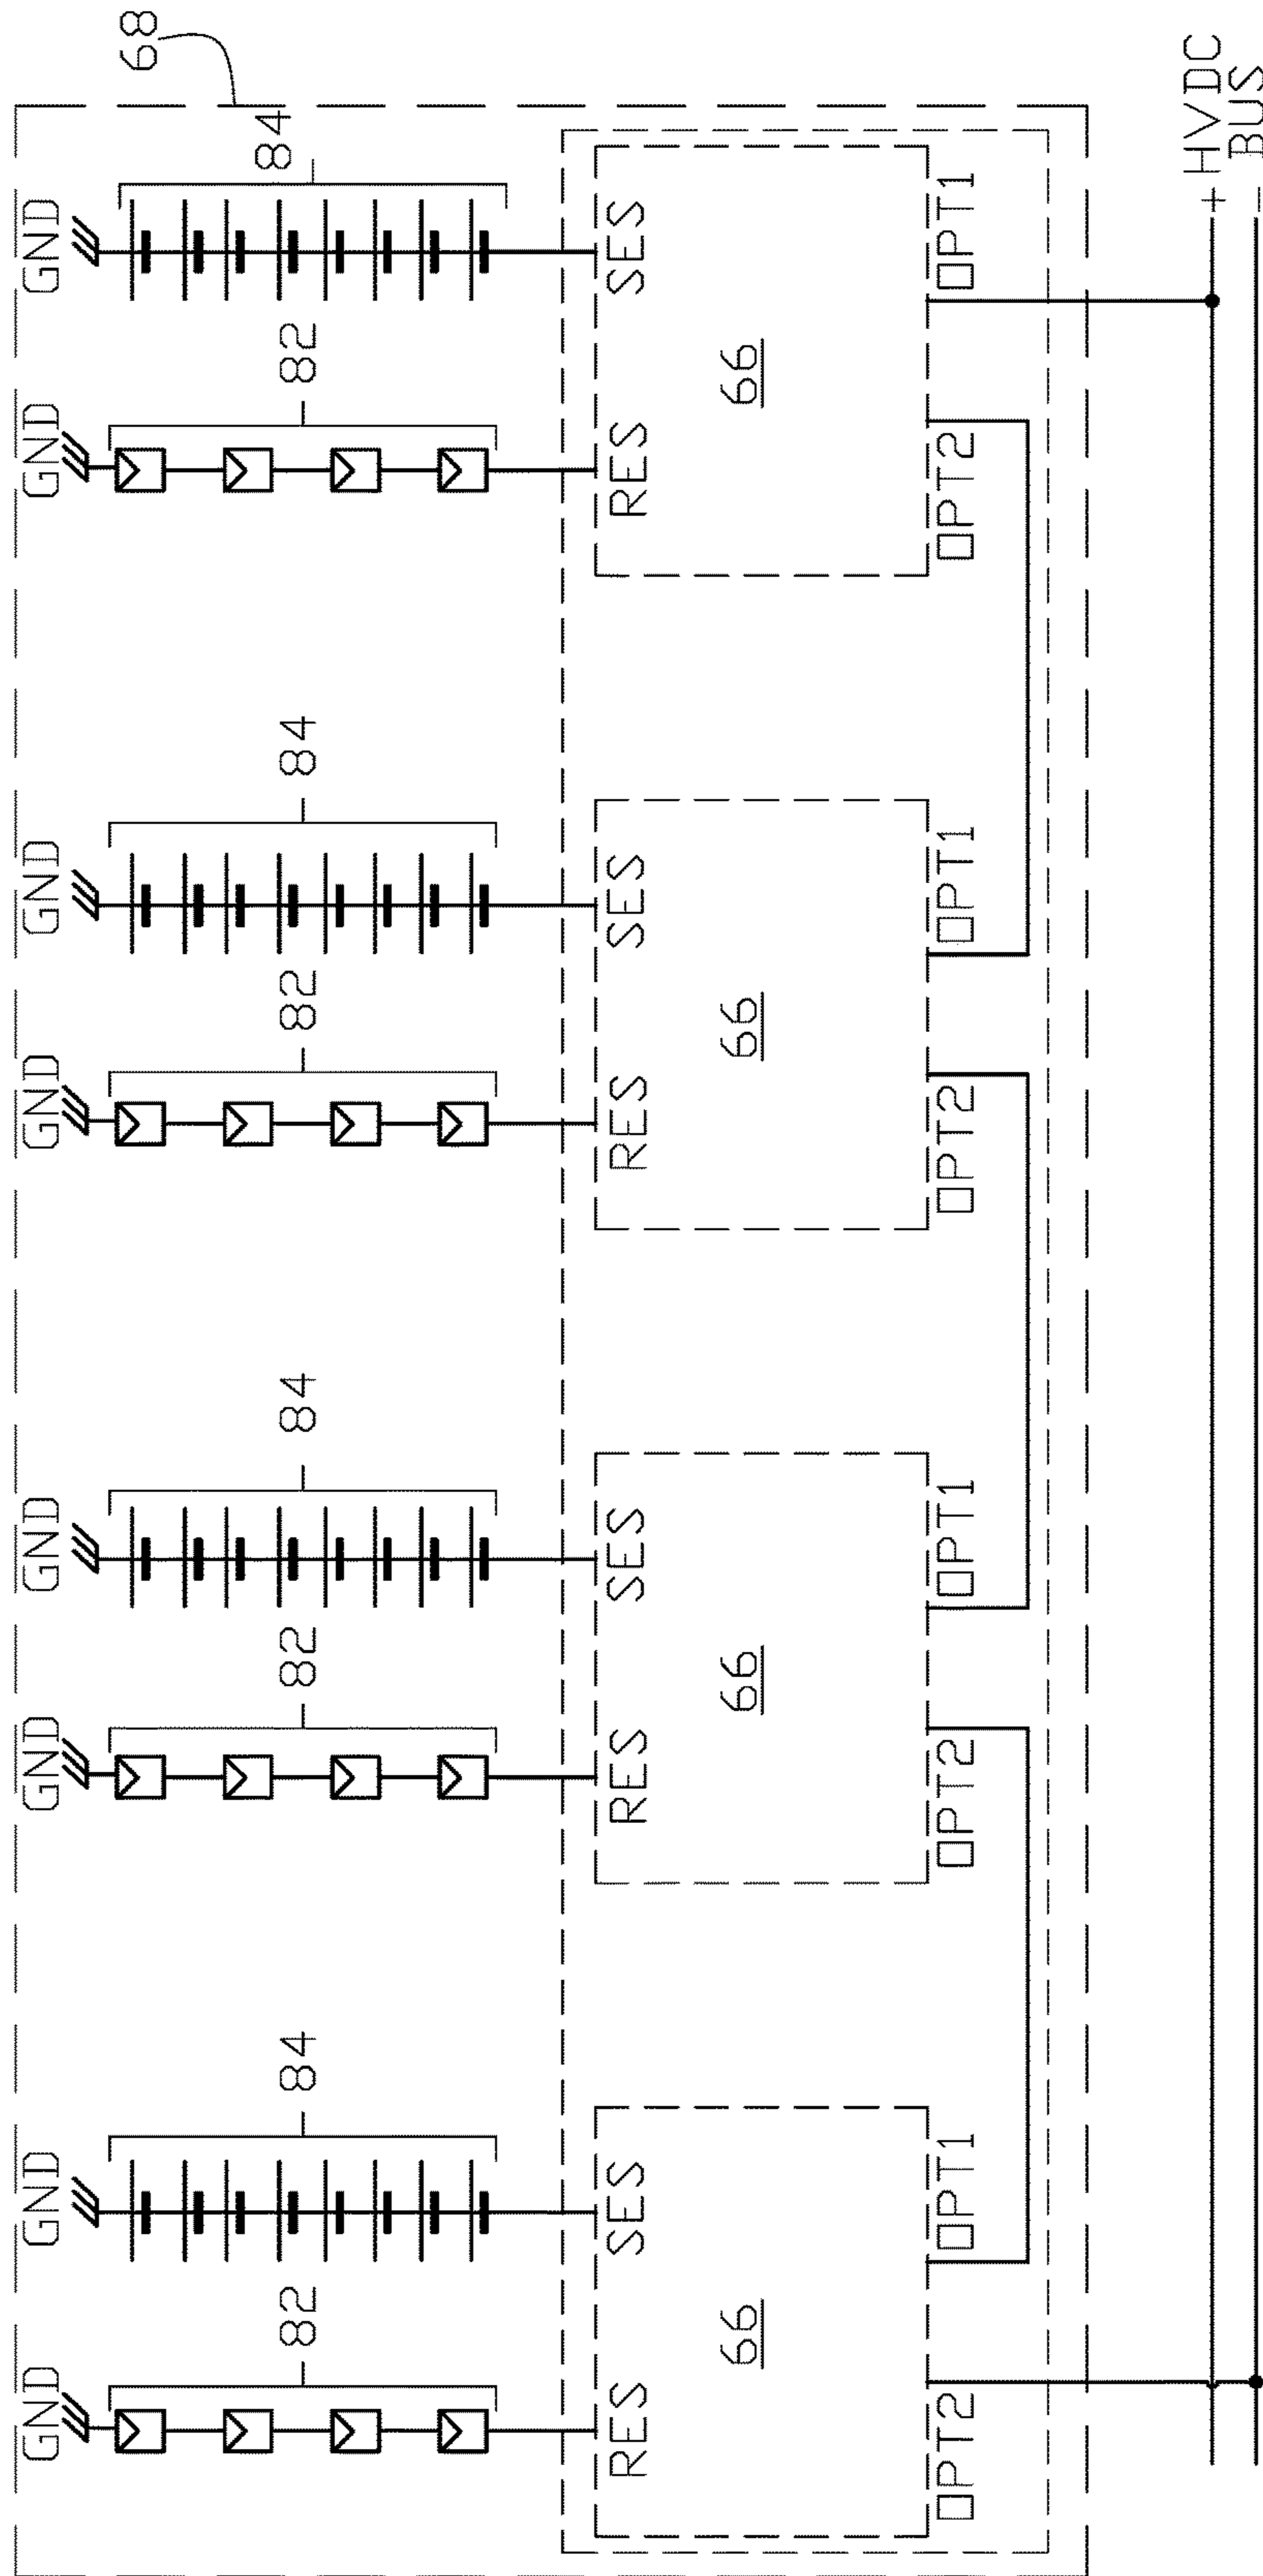 GND GND GND GND GND GND GND GND
68
82 84 82 84 82 84 82 84
RES SES RES SES RES SES RES SES
66 66 66 66
OPT2 OPT1 OPT2 OPT1 OPT2 OPT1 OPT2 OPT1
+ HVDC
- BUS